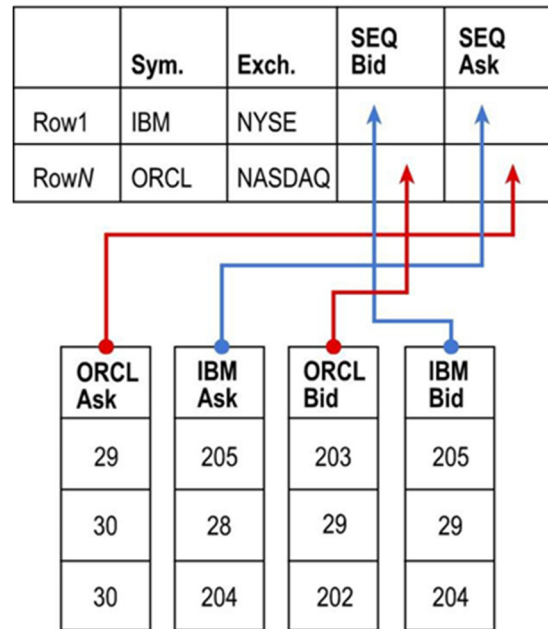 Sym. Exch. SEQ Bid SEQ Ask
Row1 IBM NYSE
RowN ORCL NASDAQ
ORCL Ask IBM Ask ORCL Bid IBM Bid
29 205 203 205
30 28 29 29
30 204 202 204